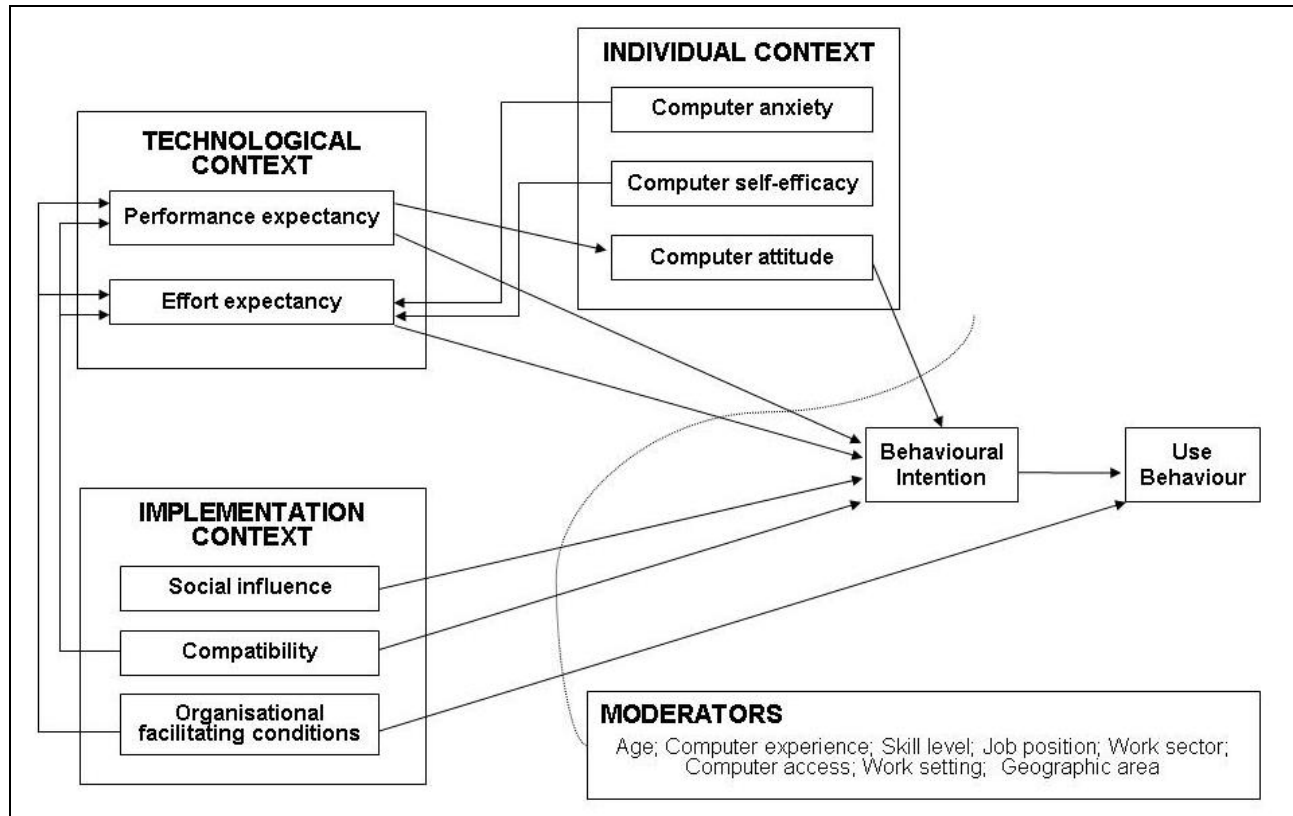 INDIVIDUAL CONTEXT
Computer anxiety
Computer self-efficacy
Computer attitude
TECHNOLOGICAL
CONTEXT
Performance expectancy
Effort expectancy
Behavioural
Intention
Use
Behaviour
IMPLEMENTATION
CONTEXT
Social influence
Compatibility
Organisational
facilitating conditions
MODERATORS
Age; Computer experience; Skill level; Job position; Work sector;
Computer access; Work setting; Geographic area